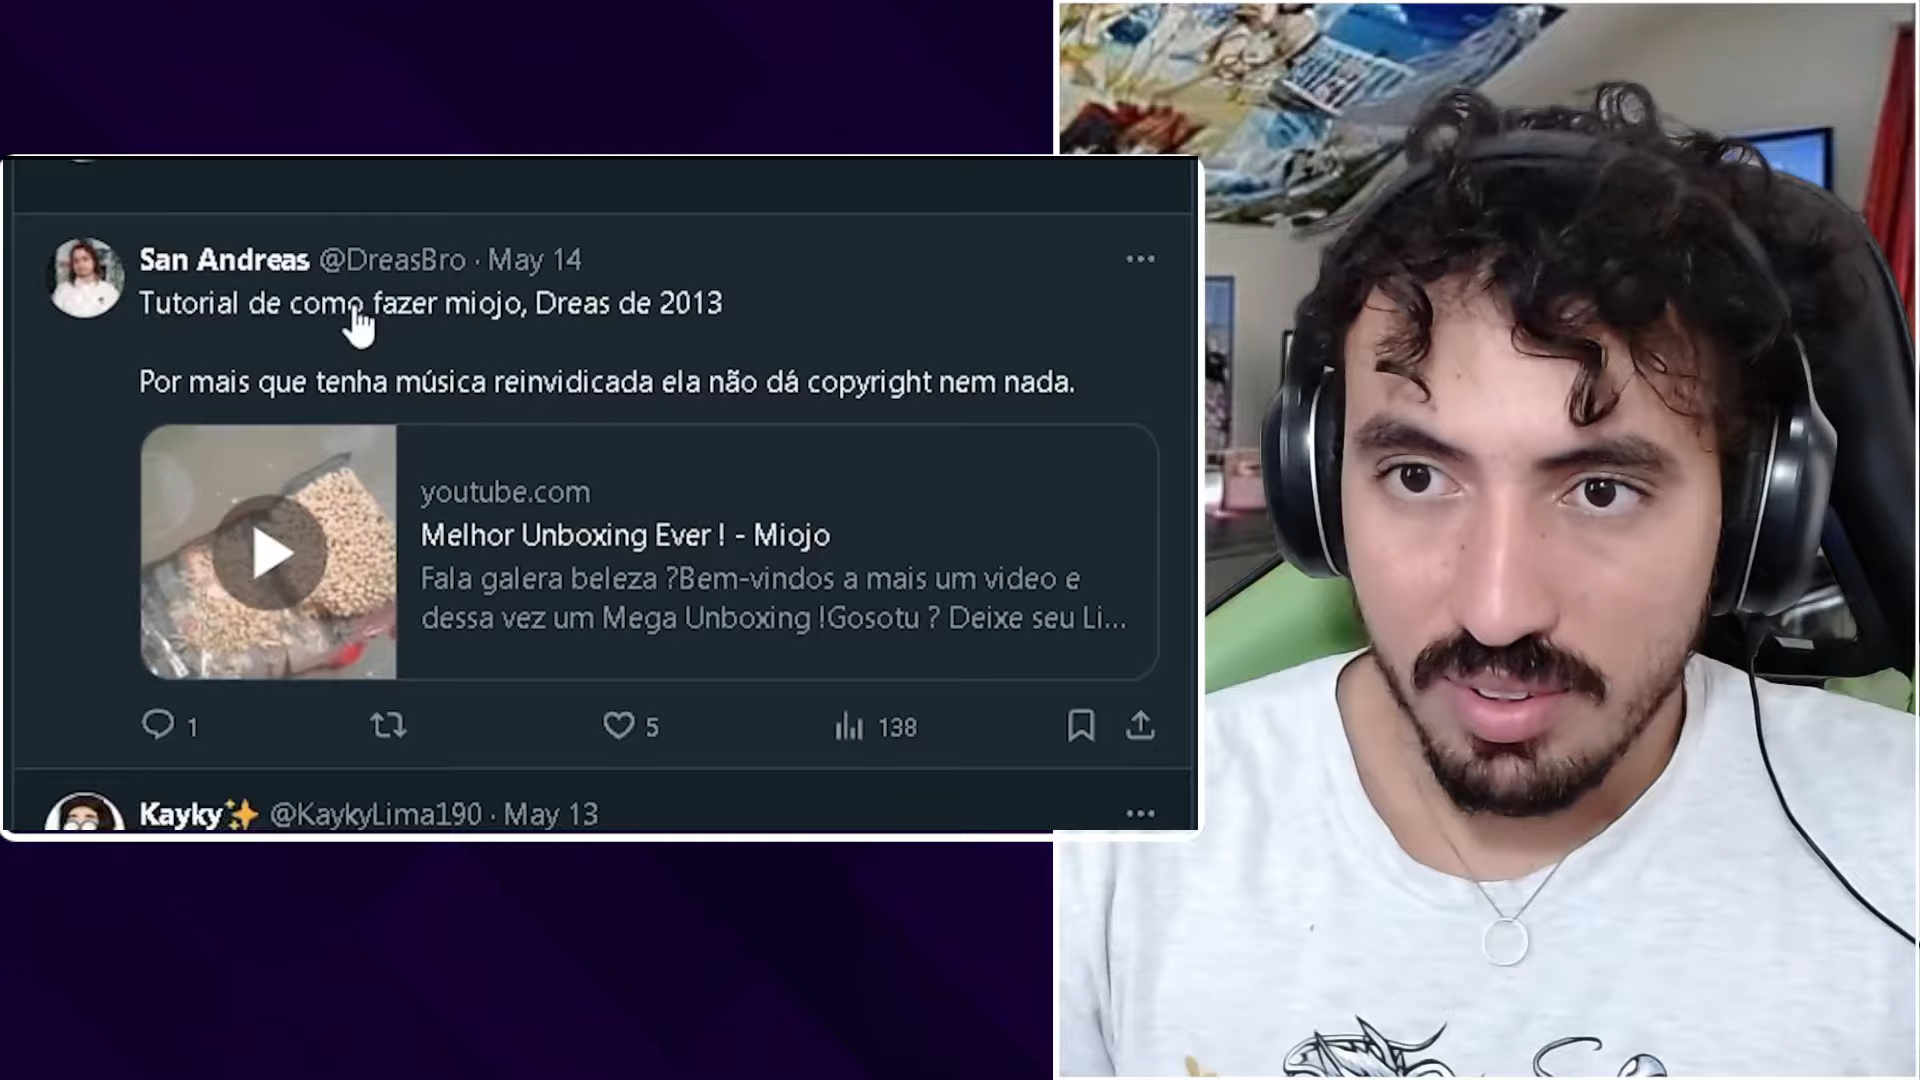 San Andreas @DreasBro · May 14
Tutorial de como fazer miojo, Dreas de 2013
Por mais que tenha música reinvidicada ela não dá copyright nem nada.
youtube.com
Melhor Unboxing Ever ! - Miojo
Fala galera beleza ?Bem-vindos a mais um video e
dessa vez um Mega Unboxing !Gosotu ? Deixe seu Li...
1
5
138
Kayky✨ @KaykyLima190 · May 13